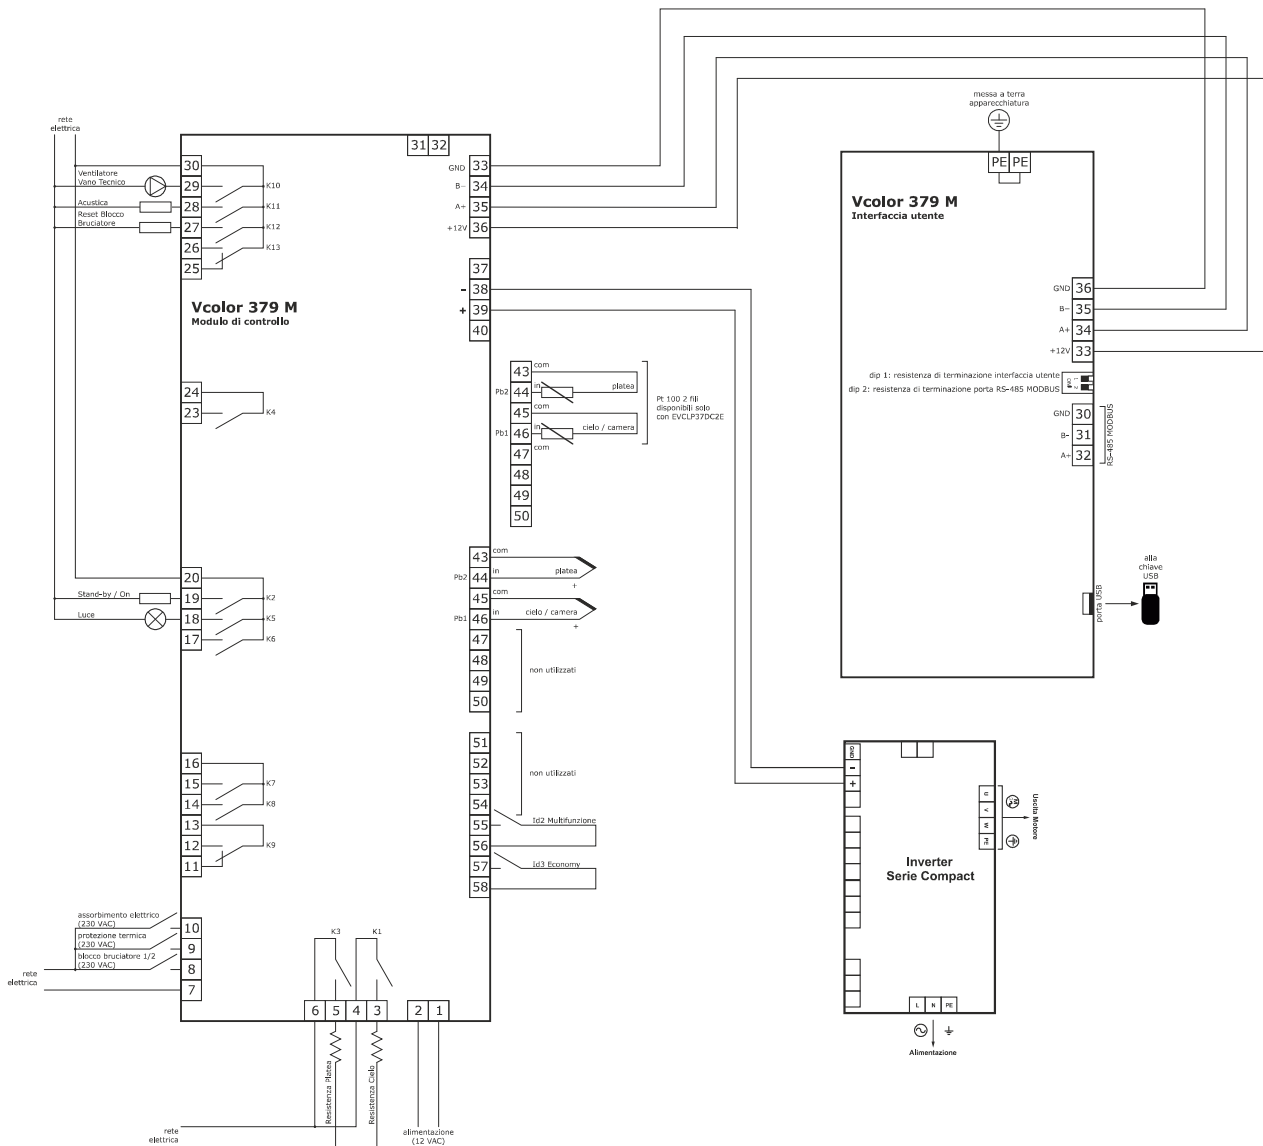 messa a terra
apparecchiatura
PE PE
rete
elettrica
31 32
30
Ventilatore
Vano Tecnico
29
K10
Acustica
28
K11
Reset Blocco
Bruciatore
27
K12
26
K13
25
GND 33
B- 34
A+ 35
+12V 36
37
- 38
+ 39
40
Vcolor 379 M
Modulo di controllo
Vcolor 379 M
Interfaccia utente
GND 36
B- 35
A+ 34
+12V 33
dip 1: resistenza di terminazione interfaccia utente
dip 2: resistenza di terminazione porta RS-485 MODBUS
1 2
GND 30
B- 31
A+ 32
RS-485 MODBUS
24
23
K4
43 com
Pb2 44 in platea
45 com
Pb1 46 in cielo / camera
47 com
48
49
50
Pt 100 2 fili
disponibili solo
con EVCLP37DC2E
43 com
Pb2 44 in platea
+
45 com
Pb1 46 in cielo / camera
+
47
48
49
50
non utilizzati
20
Stand-by / On
19
K2
Luce
18
K5
17
K6
porta USB
alla
chiave
USB
51
52
53
54
non utilizzati
55
Id2 Multifunzione
56
57
Id3 Economy
58
16
15
K7
14
K8
13
12
K9
11
GND
-
+
U
V
W
PE
M
Uscita Motore
Inverter
Serie Compact
L N PE
Alimentazione
assorbimento elettrico
(230 VAC)
10
protezione termica
(230 VAC)
9
blocco bruciatore 1/2
(230 VAC)
8
rete
elettrica
7
K3
K1
6 5 4 3
2 1
Resistenza Platea
Resistenza Cielo
rete
elettrica
alimentazione
(12 VAC)